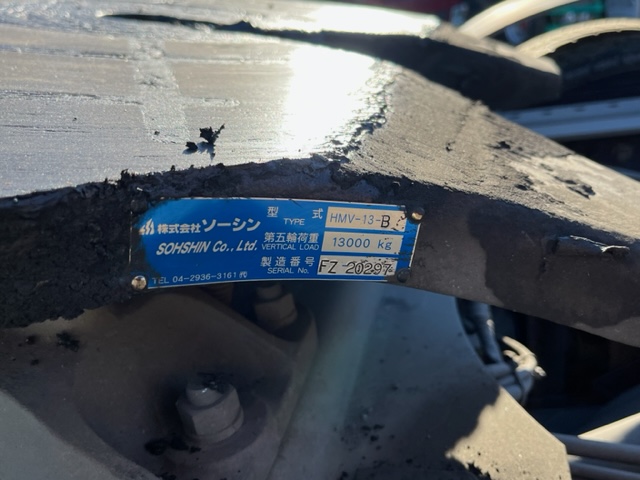 株式会社ソーシン
SOHSHIN Co., Ltd.
TEL 04-2936-3161 ㈹
型式 HMV-13-B
TYPE
第五輪荷重 13000 kg
VERTICAL LOAD
製造番号 FZ-20297
SERIAL No.